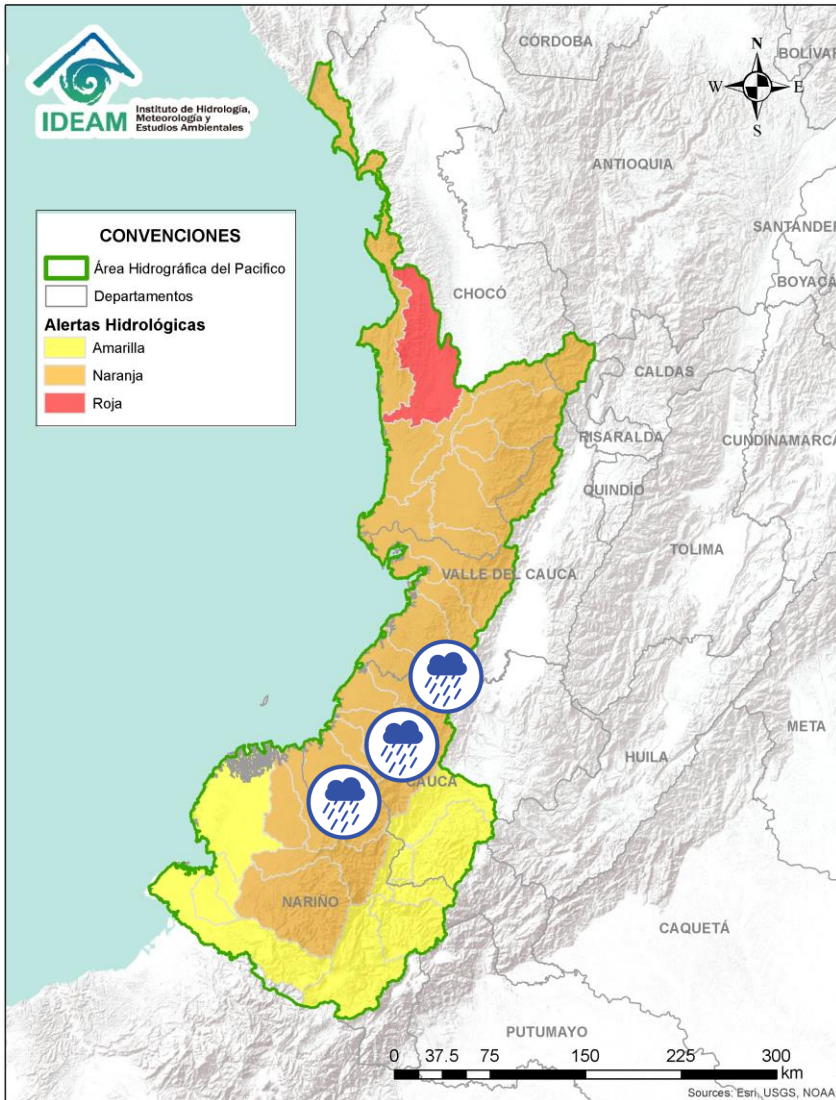 IDEAM
Instituto de Hidrología,
Meteorología y
Estudios Ambientales
CÓRDOBA
BOLÍVAR
N
W
E
S
ANTIOQUIA
SANTANDER
BOYACÁ
CONVENCIONES
Área Hidrográfica del Pacifico
Departamentos
Alertas Hidrológicas
Amarilla
Naranja
Roja
CHOCÓ
CALDAS
RISARALDA
CUNDINAMARCA
QUINDÍO
TOLIMA
VALLE DEL CAUCA
META
HUILA
CAUCA
NARIÑO
CAQUETÁ
PUTUMAYO
0 37.5 75 150 225 300
km
Sources: Esri, USGS, NOAA